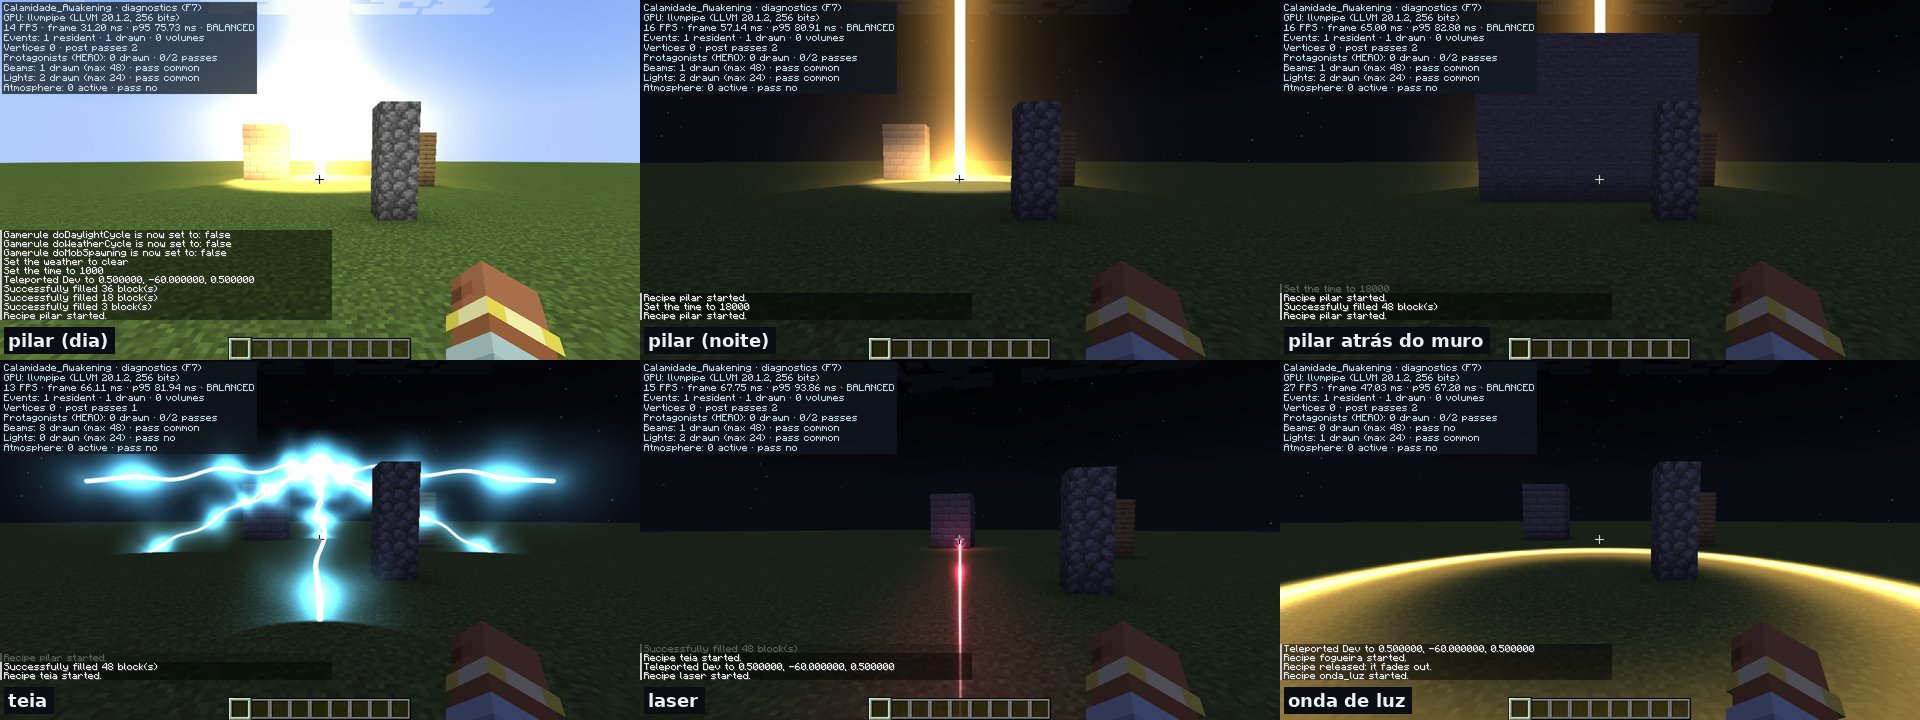 Calamidade_Awakening · diagnostics (F7)
GPU: llvmpipe (LLVM 20.1.2, 256 bits)
14 FPS · frame 31.20 ms · p95 75.73 ms · BALANCED
Events: 1 resident · 1 drawn · 0 volumes
Vertices 0 · post passes 2
Protagonists (HERO): 0 drawn · 0/2 passes
Beams: 1 drawn (max 48) · pass common
Lights: 2 drawn (max 24) · pass common
Atmosphere: 0 active · pass no
Gamerule doDaylightCycle is now set to: false
Gamerule doWeatherCycle is now set to: false
Gamerule doMobSpawning is now set to: false
Set the weather to clear
Set the time to 1000
Teleported Dev to 0.500000, -60.000000, 0.500000
Successfully filled 36 block(s)
Successfully filled 18 block(s)
Successfully filled 3 block(s)
Recipe pilar started.
pilar (dia)
Calamidade_Awakening · diagnostics (F7)
GPU: llvmpipe (LLVM 20.1.2, 256 bits)
16 FPS · frame 57.14 ms · p95 80.91 ms · BALANCED
Events: 1 resident · 1 drawn · 0 volumes
Vertices 0 · post passes 2
Protagonists (HERO): 0 drawn · 0/2 passes
Beams: 1 drawn (max 48) · pass common
Lights: 2 drawn (max 24) · pass common
Atmosphere: 0 active · pass no
Recipe pilar started.
Set the time to 18000
Recipe pilar started.
pilar (noite)
Calamidade_Awakening · diagnostics (F7)
GPU: llvmpipe (LLVM 20.1.2, 256 bits)
16 FPS · frame 65.00 ms · p95 82.80 ms · BALANCED
Events: 1 resident · 1 drawn · 0 volumes
Vertices 0 · post passes 2
Protagonists (HERO): 0 drawn · 0/2 passes
Beams: 1 drawn (max 48) · pass common
Lights: 2 drawn (max 24) · pass common
Atmosphere: 0 active · pass no
Set the time to 18000
Recipe pilar started.
Successfully filled 48 block(s)
Recipe pilar started.
pilar atrás do muro
Calamidade_Awakening · diagnostics (F7)
GPU: llvmpipe (LLVM 20.1.2, 256 bits)
13 FPS · frame 66.11 ms · p95 81.94 ms · BALANCED
Events: 1 resident · 1 drawn · 0 volumes
Vertices 0 · post passes 1
Protagonists (HERO): 0 drawn · 0/2 passes
Beams: 8 drawn (max 48) · pass common
Lights: 0 drawn (max 24) · pass no
Atmosphere: 0 active · pass no
Recipe pilar started.
Successfully filled 48 block(s)
Recipe teia started.
teia
Calamidade_Awakening · diagnostics (F7)
GPU: llvmpipe (LLVM 20.1.2, 256 bits)
15 FPS · frame 67.75 ms · p95 93.86 ms · BALANCED
Events: 1 resident · 1 drawn · 0 volumes
Vertices 0 · post passes 2
Protagonists (HERO): 0 drawn · 0/2 passes
Beams: 1 drawn (max 48) · pass common
Lights: 2 drawn (max 24) · pass common
Atmosphere: 0 active · pass no
Successfully filled 48 block(s)
Recipe teia started.
Teleported Dev to 0.500000, -60.000000, 0.500000
Recipe laser started.
laser
Calamidade_Awakening · diagnostics (F7)
GPU: llvmpipe (LLVM 20.1.2, 256 bits)
27 FPS · frame 47.03 ms · p95 67.20 ms · BALANCED
Events: 1 resident · 1 drawn · 0 volumes
Vertices 0 · post passes 2
Protagonists (HERO): 0 drawn · 0/2 passes
Beams: 0 drawn (max 48) · pass no
Lights: 1 drawn (max 24) · pass common
Atmosphere: 0 active · pass no
Teleported Dev to 0.500000, -60.000000, 0.500000
Recipe fogueira started.
Recipe released: it fades out.
Recipe onda_luz started.
onda de luz